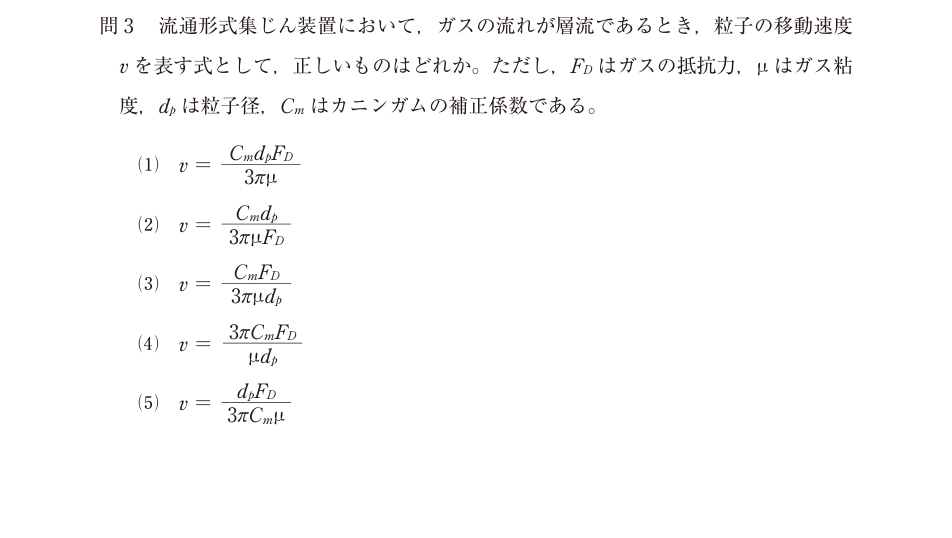 問3　流通形式集じん装置において，ガスの流れが層流であるとき，粒子の移動速度
v を表す式として，正しいものはどれか。ただし，F_D はガスの抵抗力，μ はガス粘
度，d_p は粒子径，C_m はカニンガムの補正係数である。
(1)　v = \frac{C_m d_p F_D}{3πμ}
(2)　v = \frac{C_m d_p}{3πμF_D}
(3)　v = \frac{C_m F_D}{3πμd_p}
(4)　v = \frac{3πC_m F_D}{μd_p}
(5)　v = \frac{d_p F_D}{3πC_m μ}